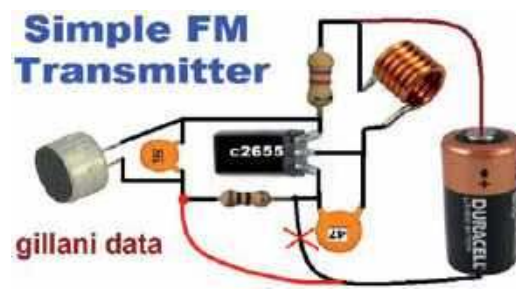 Simple FM
Transmitter
c2655
47
gillani data
DURACELL